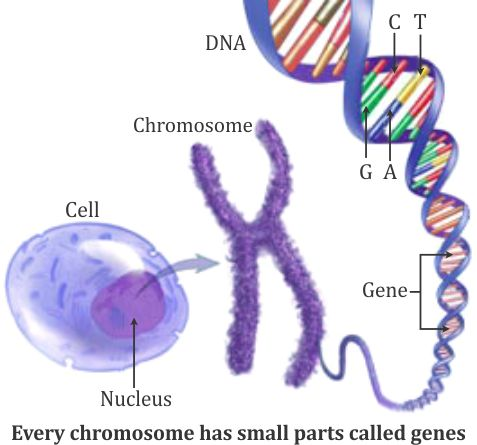 C T
DNA
Chromosome
G A
Cell
Gene
Nucleus
Every chromosome has small parts called genes